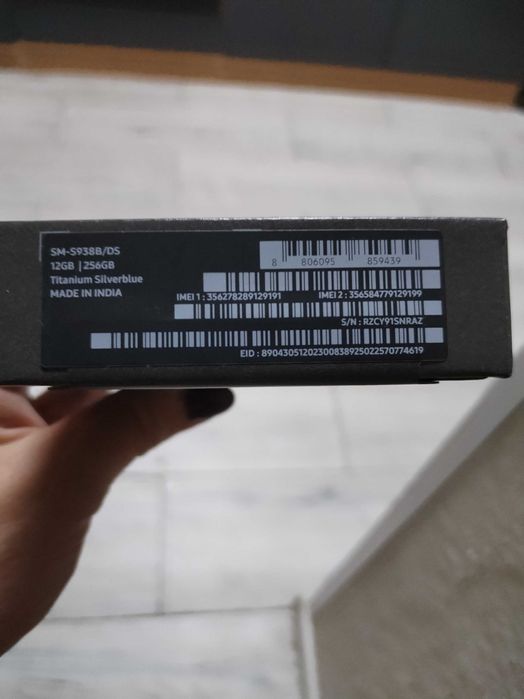 SM-S938B/DS
12GB | 256GB
Titanium Silverblue
MADE IN INDIA
8 806095 859439
IMEI 1 : 356278289129191 IMEI 2 : 356584779129199
S/N : RZCY915NRAZ
EID : 89043051202300838925022570774619